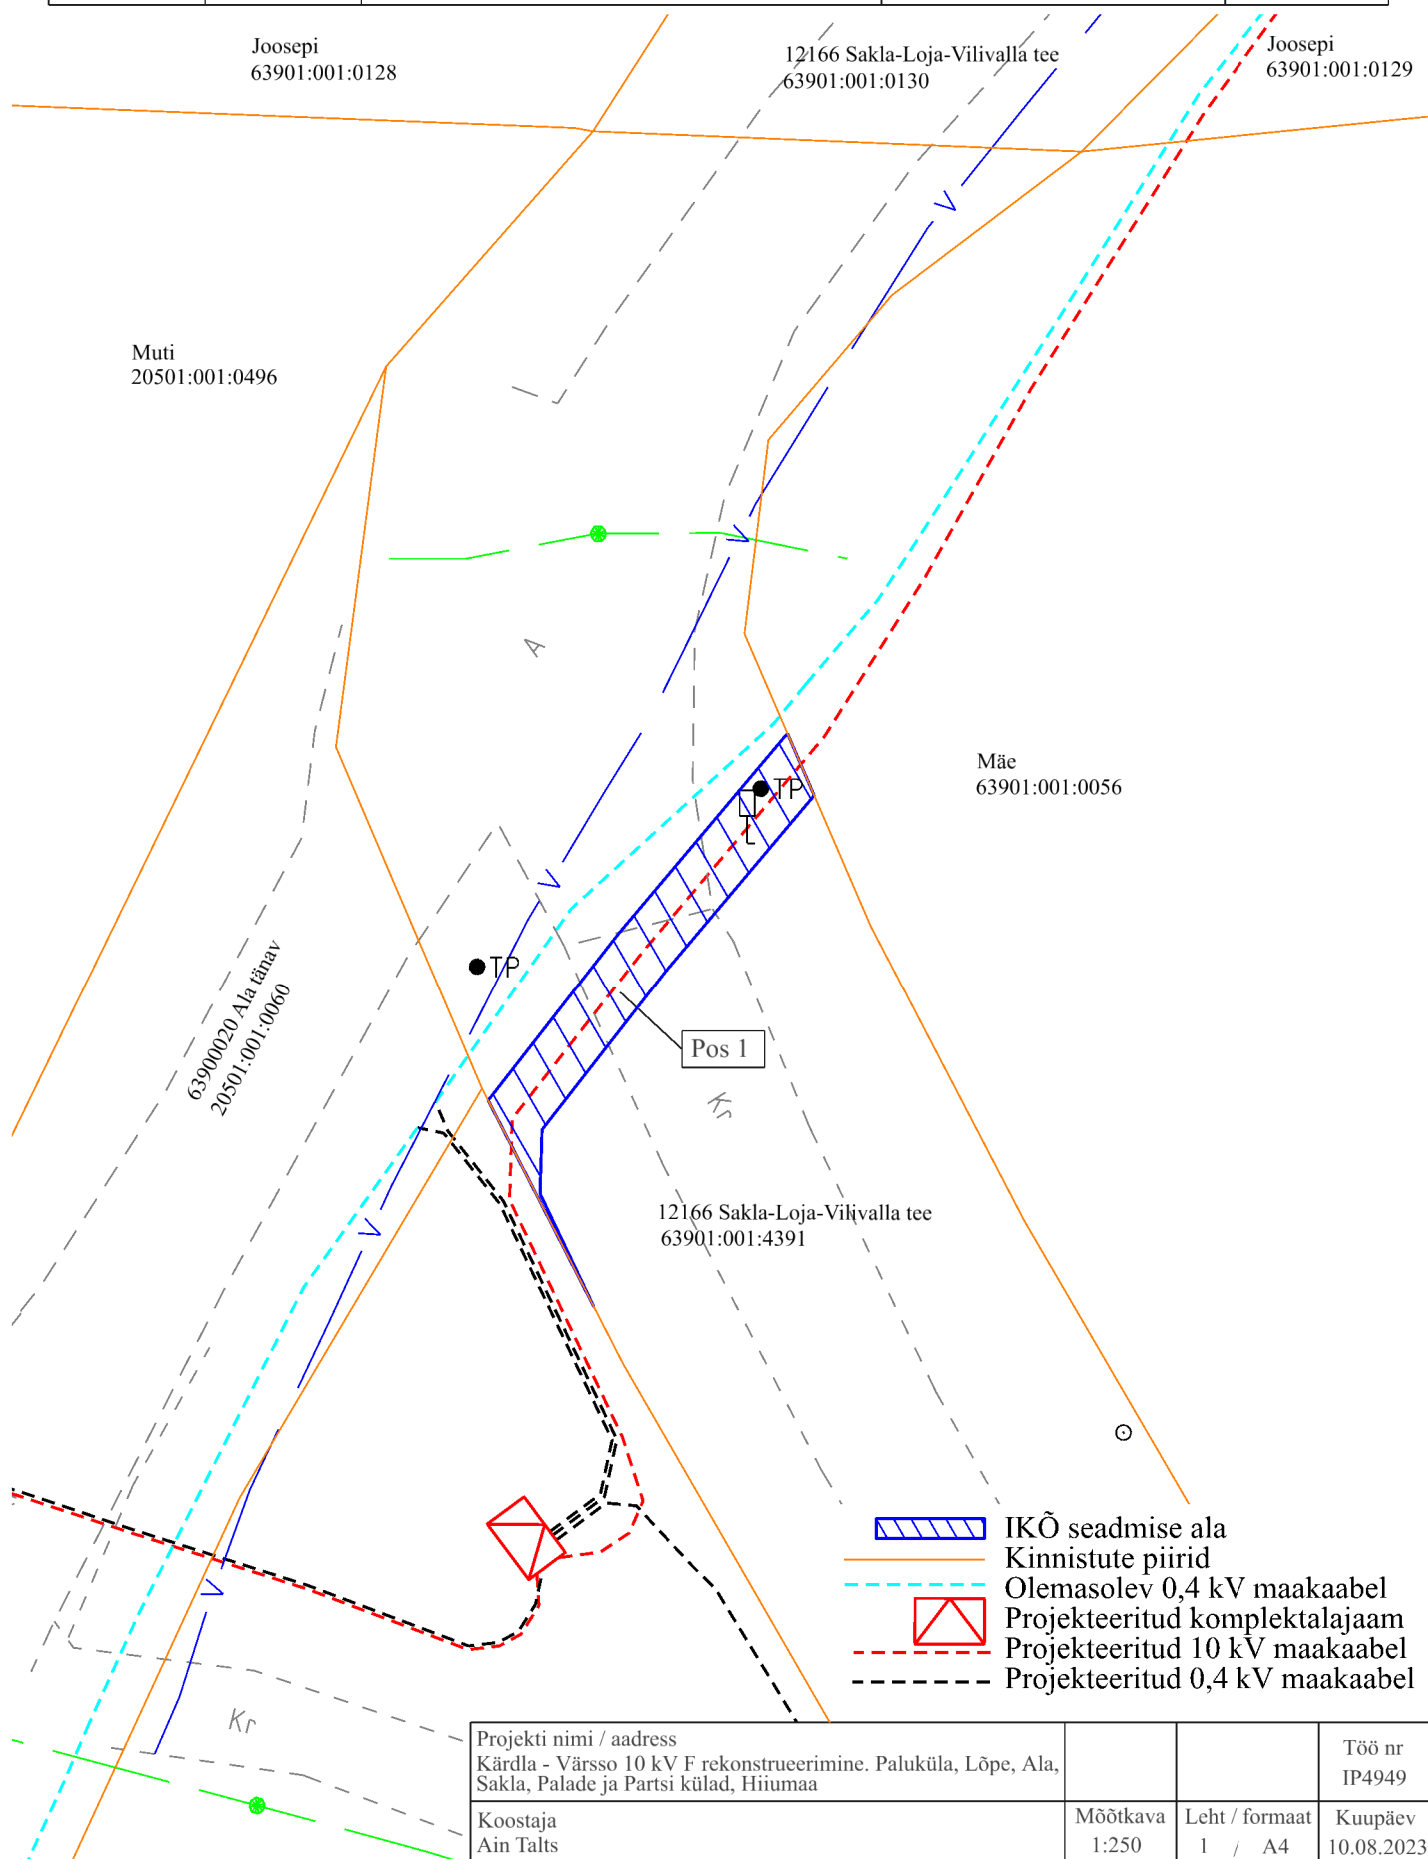 Joosepi
63901:001:0128
12166 Sakla-Loja-Vilivalla tee
63901:001:0130
Joosepi
63901:001:0129
V
Muti
20501:001:0496
V
A
Mäe
63901:001:0056
TP
V
TP
63900020 Ala tänav
20501:001:0060
Pos 1
Kr
V
12166 Sakla-Loja-Vilivalla tee
63901:001:4391
IKÕ seadmise ala
Kinnistute piirid
Olemasolev 0,4 kV maakaabel
Projekteeritud komplektalajaam
Projekteeritud 10 kV maakaabel
Projekteeritud 0,4 kV maakaabel
V
Kr
Projekti nimi / aadress
Kärdla - Värsso 10 kV F rekonstrueerimine. Paluküla, Lõpe, Ala,
Sakla, Palade ja Partsi külad, Hiiumaa
Töö nr
IP4949
Koostaja
Ain Talts
Mõõtkava
1:250
Leht / formaat
1 / A4
Kuupäev
10.08.2023